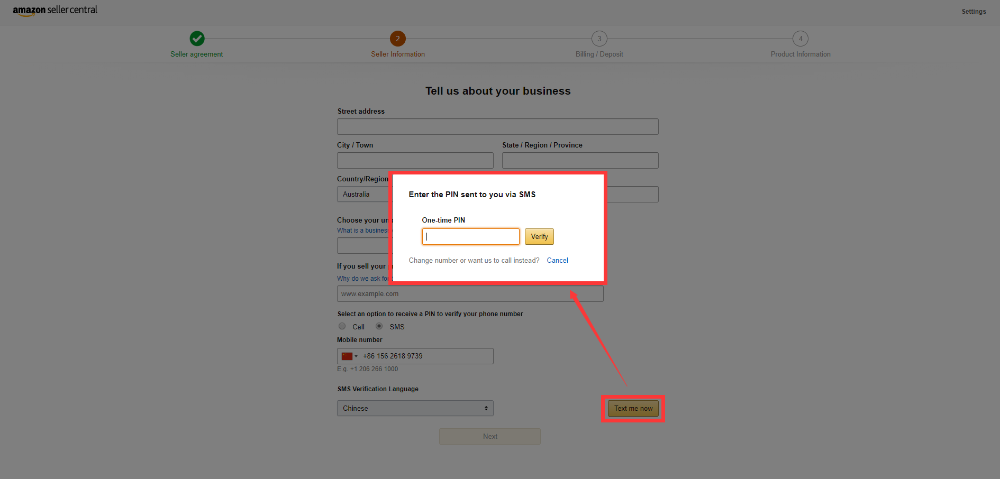 amazon seller central
Settings
2
3
4
Seller agreement
Seller Information
Billing / Deposit
Product Information
Tell us about your business
Street address
City / Town
State / Region / Province
Country/Region
Australia
Enter the PIN sent to you via SMS
One-time PIN
Verify
Change number or want us to call instead? Cancel
Choose your
What is a business
If you sell your
Why do we ask for
www.example.com
Select an option to receive a PIN to verify your phone number
Call
SMS
Mobile number
+86 156 2618 9739
E.g. +1 206 266 1000
SMS Verification Language
Chinese
Text me now
Next